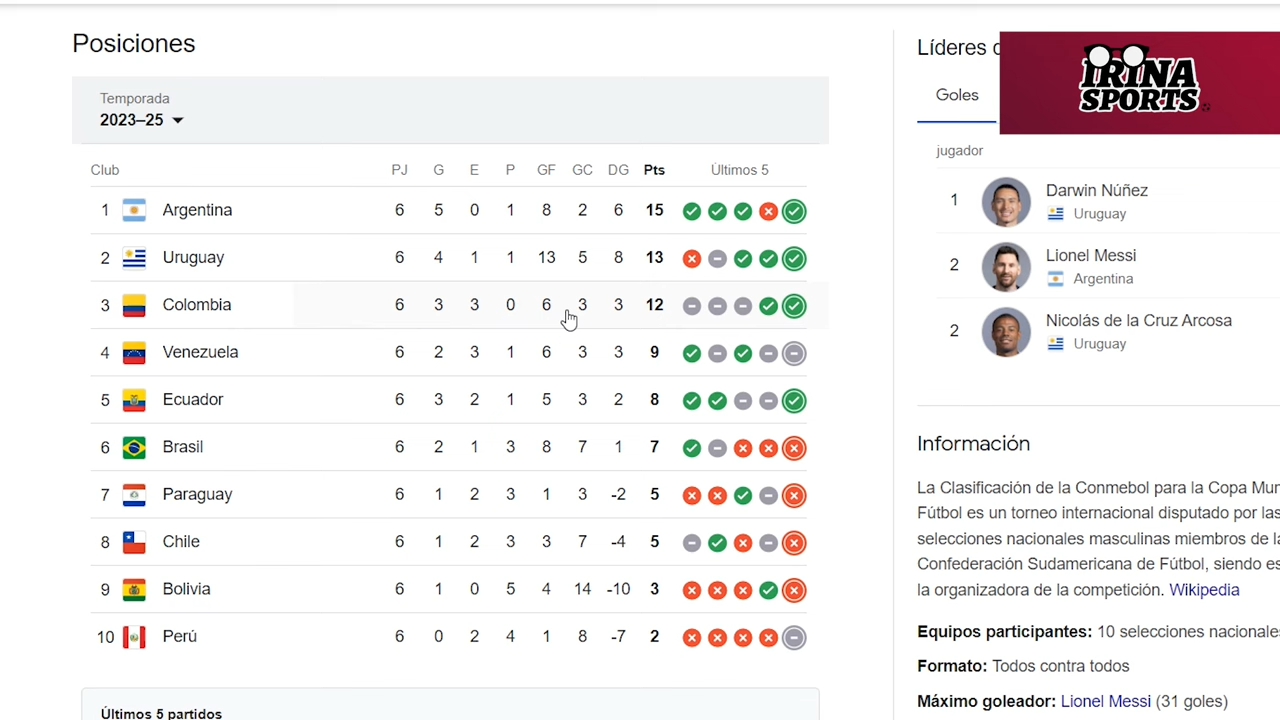 Posiciones
Temporada
2023–25
Club PJ G E P GF GC DG Pts Últimos 5
1 Argentina 6 5 0 1 8 2 6 15
2 Uruguay 6 4 1 1 13 5 8 13
3 Colombia 6 3 3 0 6 3 3 12
4 Venezuela 6 2 3 1 6 3 3 9
5 Ecuador 6 3 2 1 5 3 2 8
6 Brasil 6 2 1 3 8 7 1 7
7 Paraguay 6 1 2 3 1 3 -2 5
8 Chile 6 1 2 3 3 7 -4 5
9 Bolivia 6 1 0 5 4 14 -10 3
10 Perú 6 0 2 4 1 8 -7 2
Últimos 5 partidos
Líderes
IRINA
SPORTS
Goles
jugador
1 Darwin Núñez
Uruguay
2 Lionel Messi
Argentina
2 Nicolás de la Cruz Arcosa
Uruguay
Información
La Clasificación de la Conmebol para la Copa
Fútbol es un torneo internacional disputado por las
selecciones nacionales masculinas miembros de
Confederación Sudamericana de Fútbol, siendo
la organizadora de la competición. Wikipedia
Equipos participantes: 10 selecciones
Formato: Todos contra todos
Máximo goleador: Lionel Messi (31 goles)